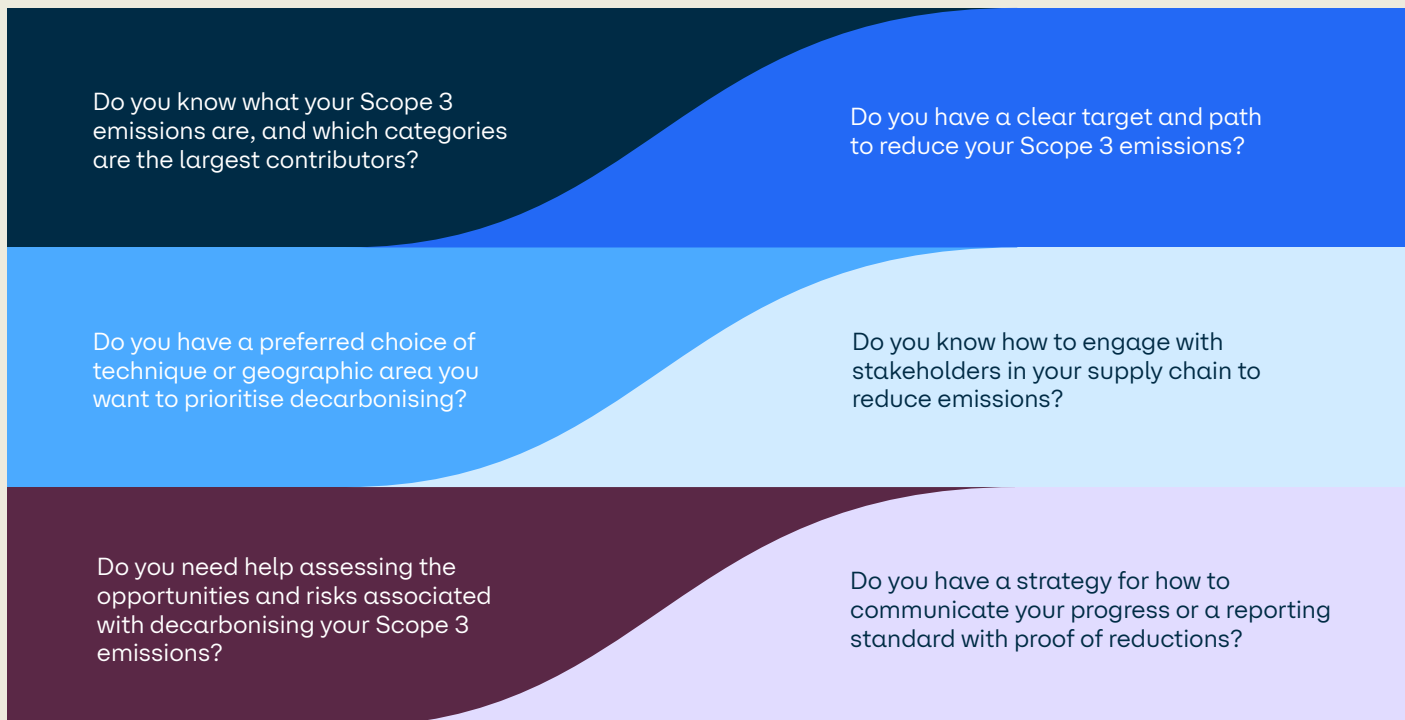 Do you know what your Scope 3
emissions are, and which categories
are the largest contributors?
Do you have a clear target and path
to reduce your Scope 3 emissions?
Do you have a preferred choice of
technique or geographic area you
want to prioritise decarbonising?
Do you know how to engage with
stakeholders in your supply chain to
reduce emissions?
Do you need help assessing the
opportunities and risks associated
with decarbonising your Scope 3
emissions?
Do you have a strategy for how to
communicate your progress or a reporting
standard with proof of reductions?